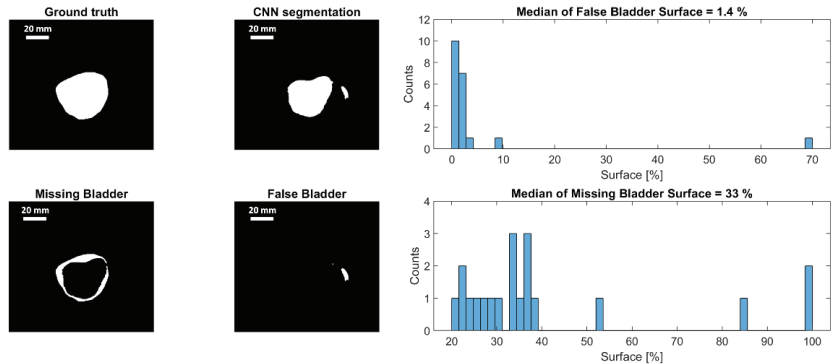 Ground truth
20 mm
CNN segmentation
20 mm
Median of False Bladder Surface = 1.4 %
Counts
12
10
8
6
4
2
0
0 10 20 30 40 50 60 70
Surface [%]
Missing Bladder
20 mm
False Bladder
20 mm
Median of Missing Bladder Surface = 33 %
Counts
4
3
2
1
0
20 30 40 50 60 70 80 90 100
Surface [%]